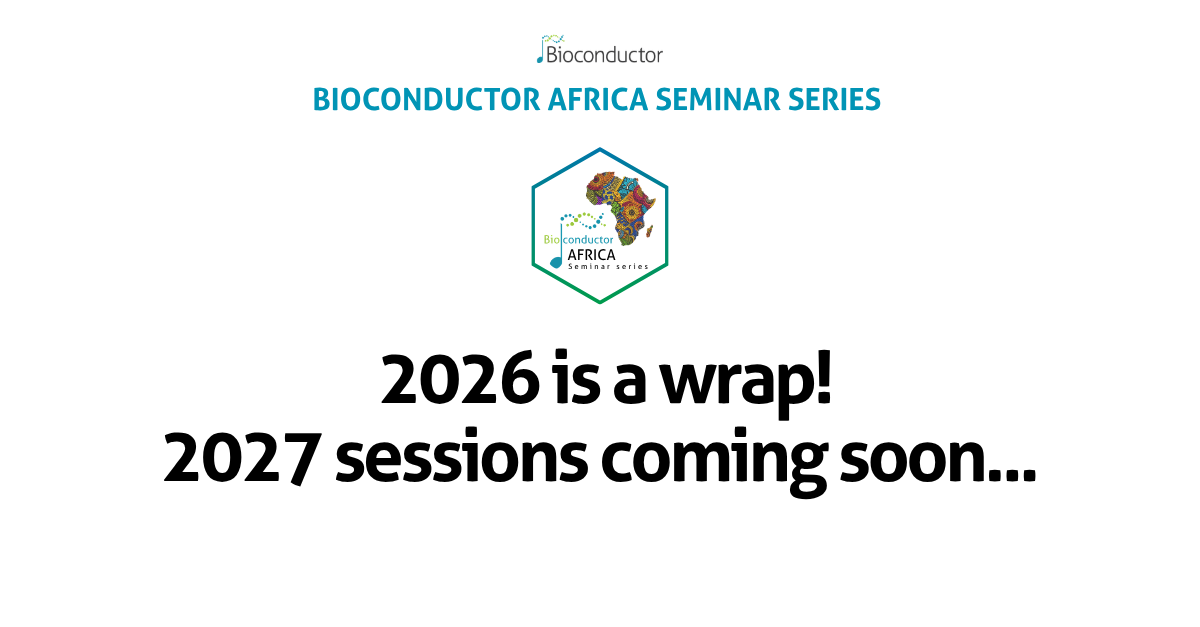 Bioconductor
BIOCONDUCTOR AFRICA SEMINAR SERIES
Bioconductor
AFRICA
Seminar series
2026 is a wrap!
2027 sessions coming soon...